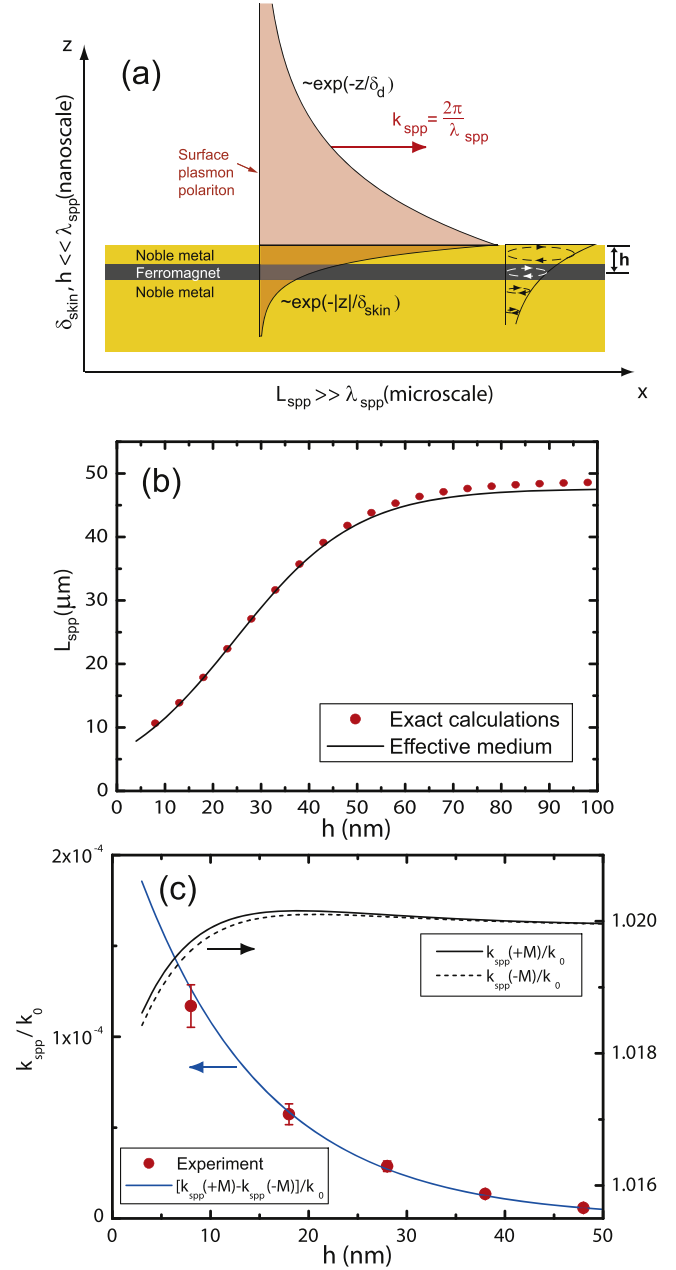 z
(a)
~exp(-z/δd)
kspp=2π/λspp
Surface
plasmon
polariton
δskin, h << λspp(nanoscale)
Noble metal
Ferromagnet
Noble metal
h
~exp(-|z|/δskin)
Lspp >> λspp(microscale)
x
(b)
Lspp(μm)
50
40
30
20
10
0
Exact calculations
Effective medium
0 10 20 30 40 50 60 70 80 90 100
h (nm)
(c)
kspp / k0
2x10-4
1x10-4
0
kspp(+M)/k0
kspp(-M)/k0
1.020
1.018
1.016
Experiment
[kspp(+M)-kspp(-M)]/k0
0 10 20 30 40 50
h (nm)